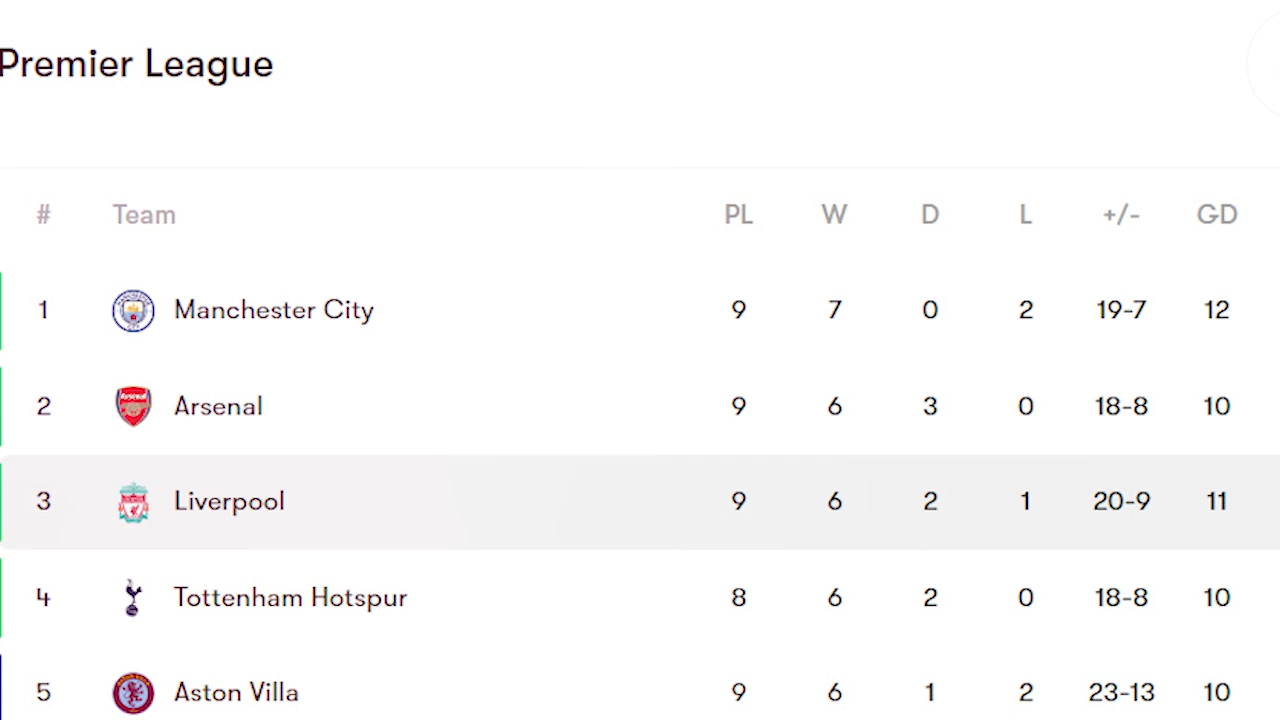 Premier League
# Team PL W D L +/- GD
1 Manchester City 9 7 0 2 19-7 12
2 Arsenal 9 6 3 0 18-8 10
3 Liverpool 9 6 2 1 20-9 11
4 Tottenham Hotspur 8 6 2 0 18-8 10
5 Aston Villa 9 6 1 2 23-13 10